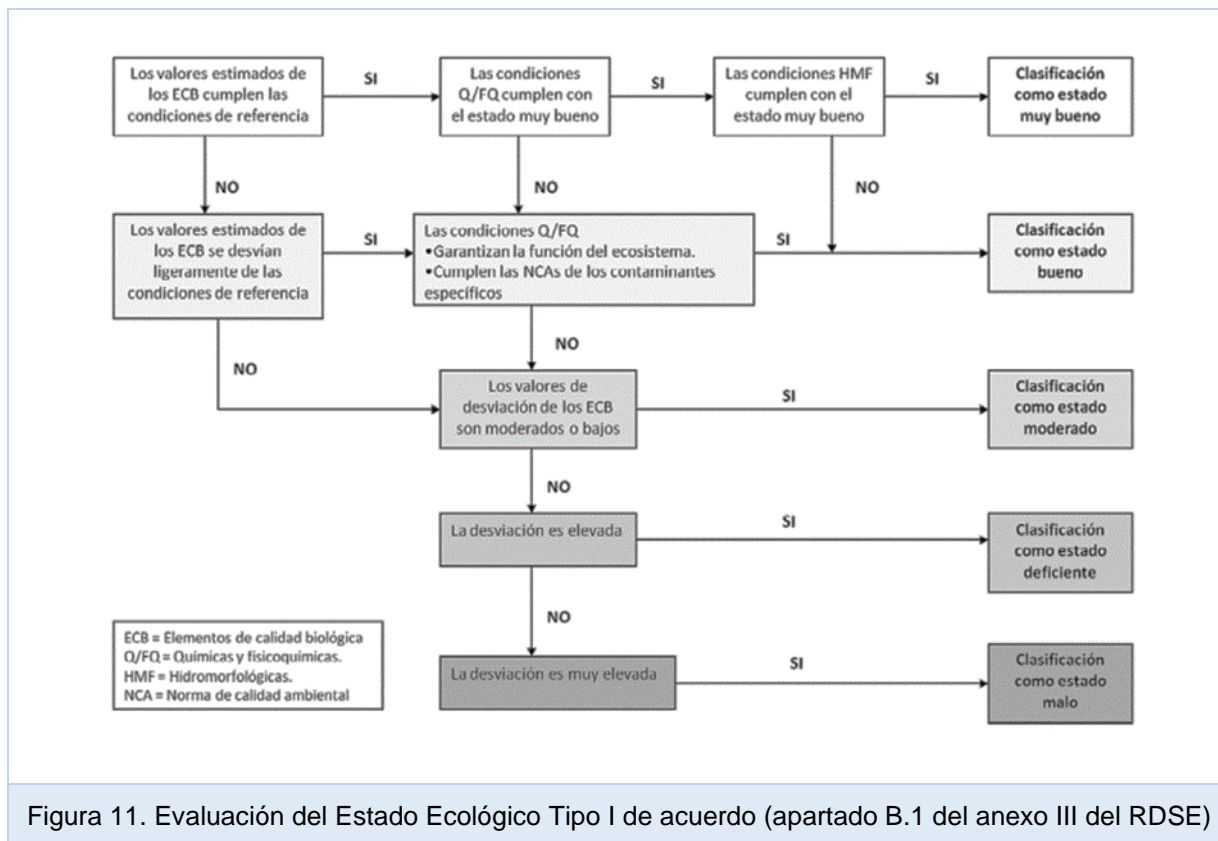 Los valores estimados de
los ECB cumplen las
condiciones de referencia
SI
Las condiciones
Q/FQ cumplen con
el estado muy bueno
SI
Las condiciones HMF
cumplen con el
estado muy bueno
SI
Clasificación
como estado
muy bueno
NO
NO
NO
Los valores estimados de
los ECB se desvían
ligeramente de las
condiciones de referencia
SI
Las condiciones Q/FQ
•Garantizan la función del ecosistema.
•Cumplen las NCAs de los contaminantes
específicos
SI
Clasificación
como estado
bueno
NO
NO
Los valores de
desviación de los ECB
son moderados o bajos
SI
Clasificación
como estado
moderado
NO
La desviación es elevada
SI
Clasificación
como estado
deficiente
NO
La desviación es muy elevada
SI
Clasificación
como estado
malo
ECB = Elementos de calidad biológica
Q/FQ = Químicas y fisicoquímicas.
HMF = Hidromorfológicas.
NCA = Norma de calidad ambiental
Figura 11. Evaluación del Estado Ecológico Tipo I de acuerdo (apartado B.1 del anexo III del RDSE)